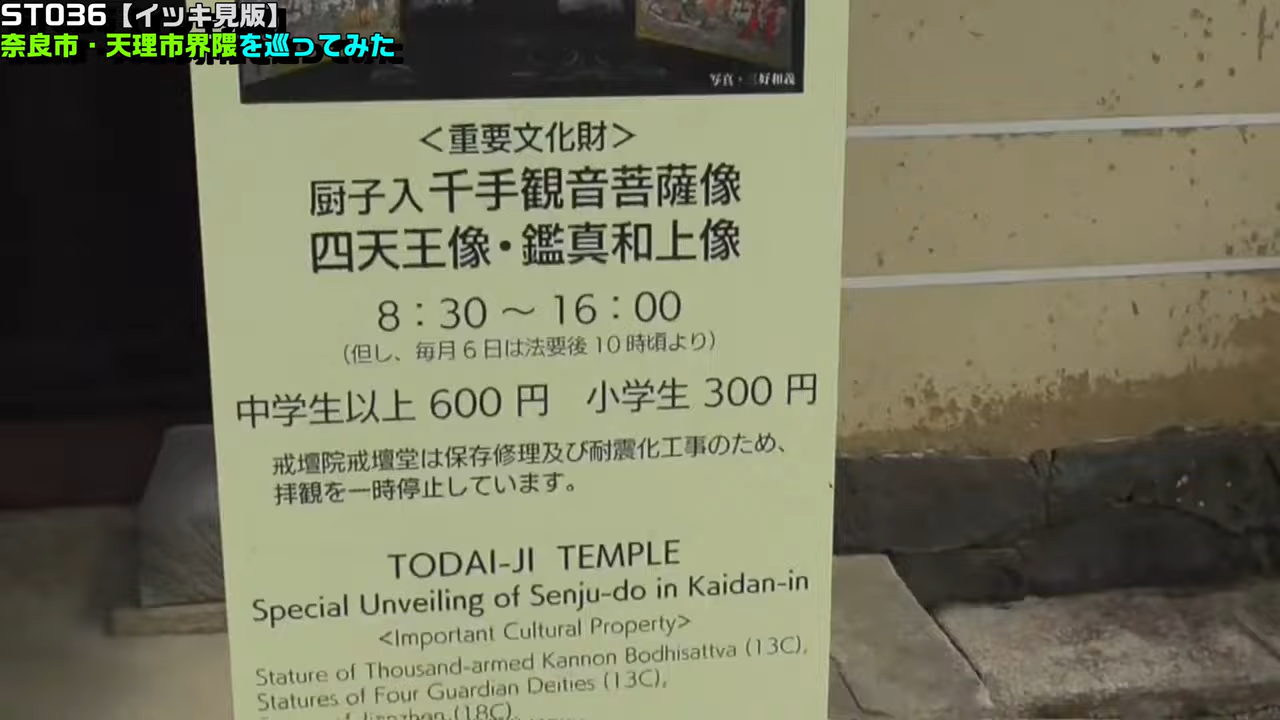 ST036【イッキ見版】
奈良市・天理市界隈を巡ってみた
写真・三好和義
＜重要文化財＞
厨子入千手観音菩薩像
四天王像・鑑真和上像
8：30 ～ 16：00
（但し、毎月6日は法要後10時頃より）
中学生以上 600 円　小学生 300 円
戒壇院戒壇堂は保存修理及び耐震化工事のため、
拝観を一時停止しています。
TODAI-JI TEMPLE
Special Unveiling of Senju-do in Kaidan-in
<Important Cultural Property>
Stature of Thousand-armed Kannon Bodhisattva (13C),
Statures of Four Guardian Deities (13C),
(18C),